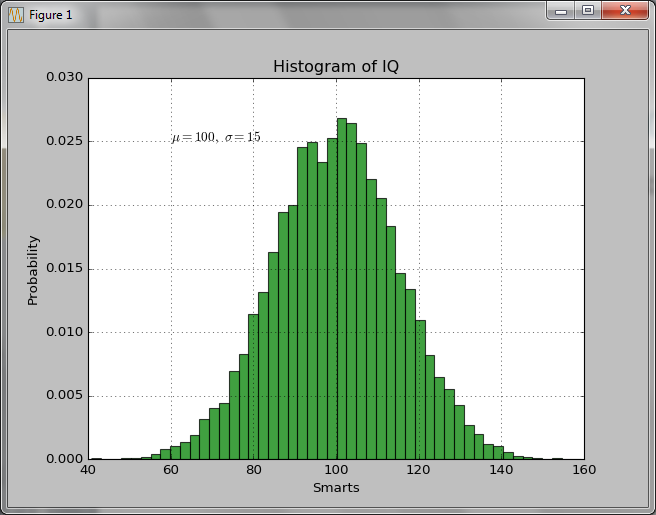 Figure 1
Histogram of IQ
0.030
0.025
0.020
0.015
0.010
0.005
0.000
μ = 100, σ = 15
Probability
40 60 80 100 120 140 160
Smarts